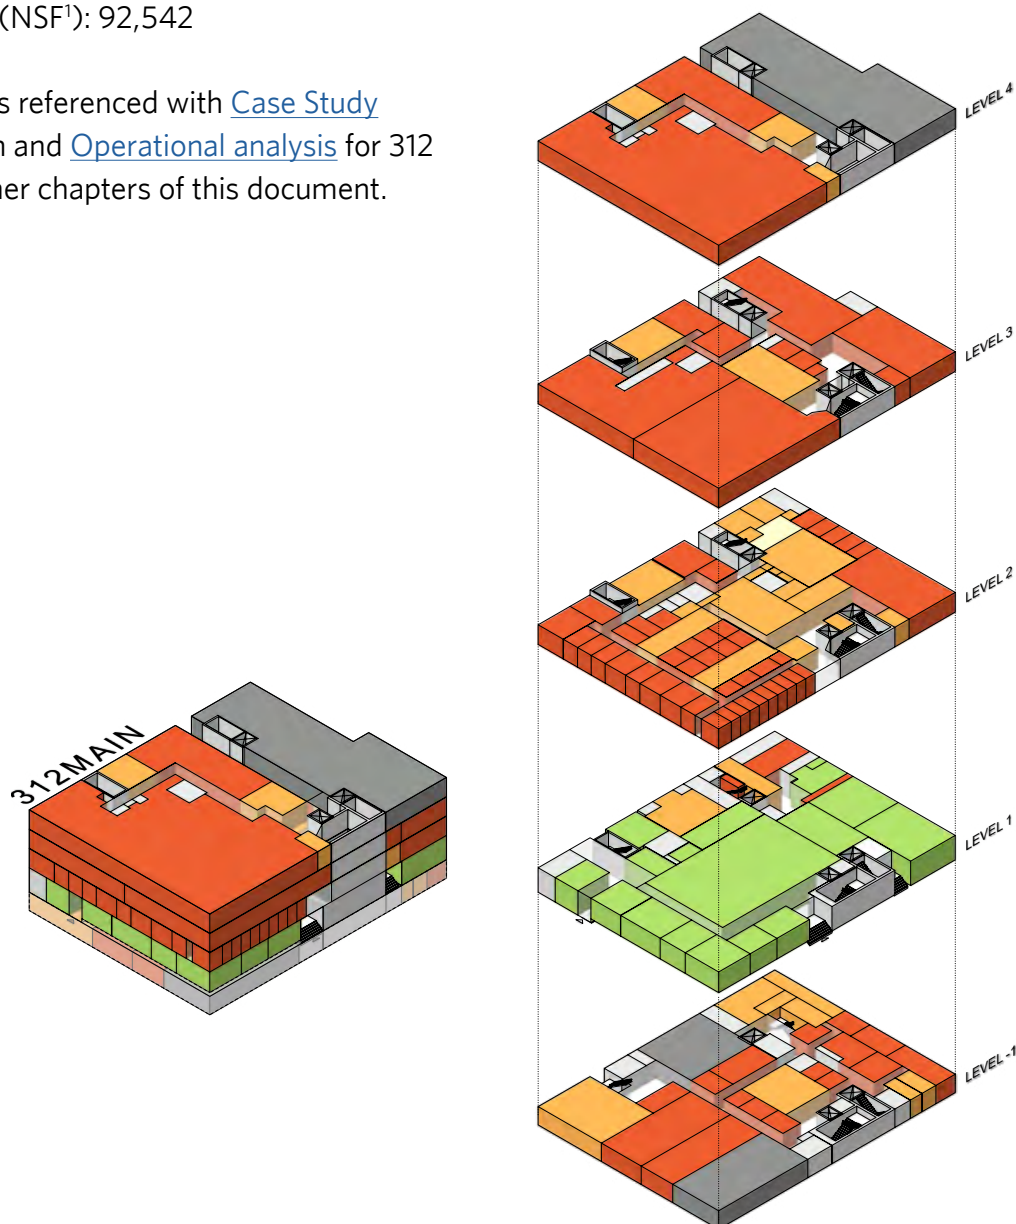 (NSF¹): 92,542
s referenced with Case Study
n and Operational analysis for 312
ner chapters of this document.
LEVEL 4
LEVEL 3
LEVEL 2
312MAIN
LEVEL 1
LEVEL -1